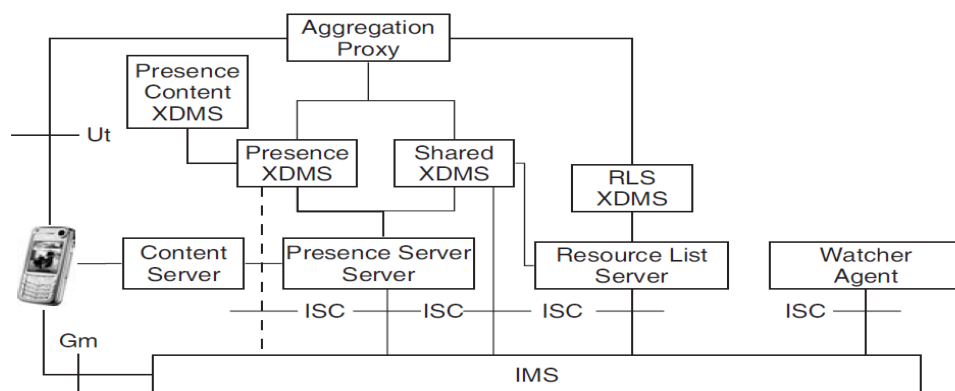 Aggregation
Proxy
Presence
Content
XDMS
Ut
Presence
XDMS
Shared
XDMS
RLS
XDMS
Content
Server
Presence Server
Server
Resource List
Server
Watcher
Agent
ISC
ISC
ISC
ISC
Gm
IMS